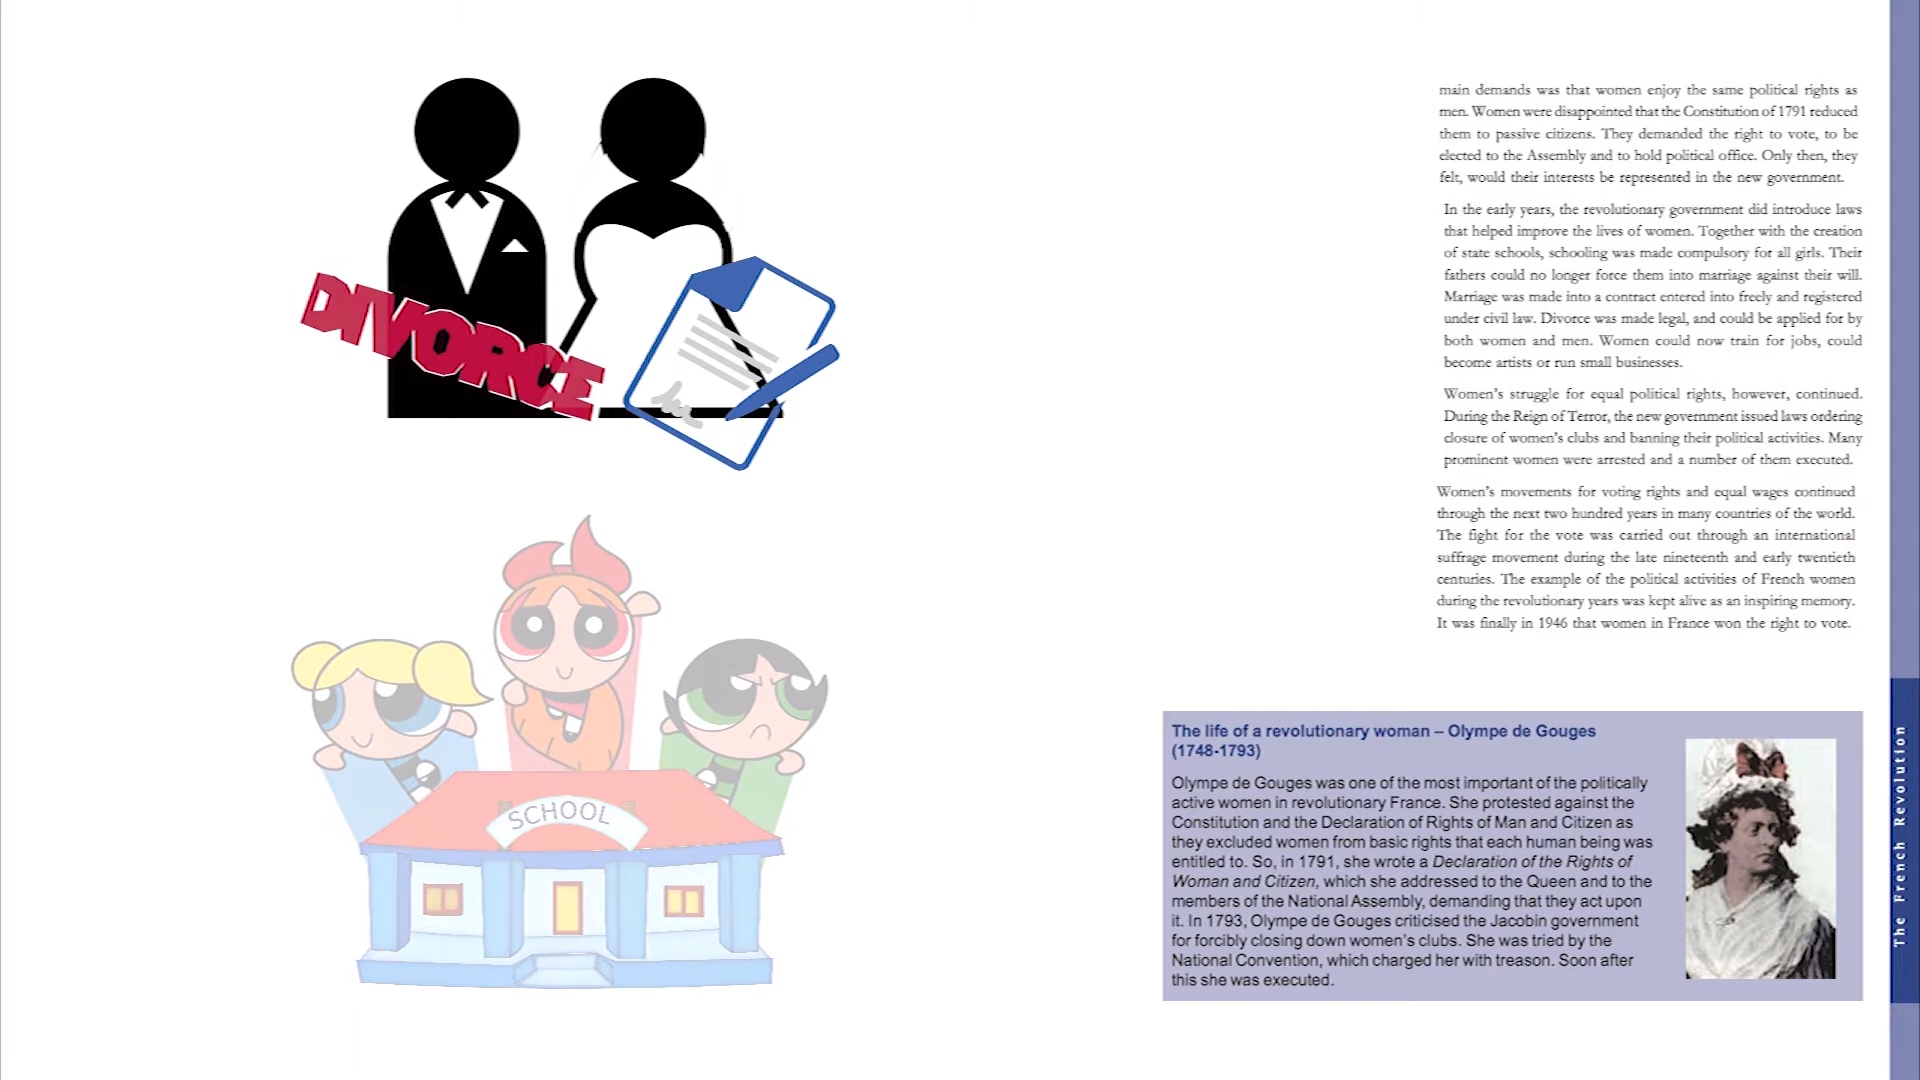 DIVORCE
SCHOOL
main demands was that women enjoy the same political rights as
men. Women were disappointed that the Constitution of 1791 reduced
them to passive citizens. They demanded the right to vote, to be
elected to the Assembly and to hold political office. Only then, they
felt, would their interests be represented in the new government.
In the early years, the revolutionary government did introduce laws
that helped improve the lives of women. Together with the creation
of state schools, schooling was made compulsory for all girls. Their
fathers could no longer force them into marriage against their will.
Marriage was made into a contract entered into freely and registered
under civil law. Divorce was made legal, and could be applied for by
both women and men. Women could now train for jobs, could
become artists or run small businesses.
Women's struggle for equal political rights, however, continued.
During the Reign of Terror, the new government issued laws ordering
closure of women's clubs and banning their political activities. Many
prominent women were arrested and a number of them executed.
Women's movements for voting rights and equal wages continued
through the next two hundred years in many countries of the world.
The fight for the vote was carried out through an international
suffrage movement during the late nineteenth and early twentieth
centuries. The example of the political activities of French women
during the revolutionary years was kept alive as an inspiring memory.
It was finally in 1946 that women in France won the right to vote.
The life of a revolutionary woman – Olympe de Gouges
(1748-1793)
Olympe de Gouges was one of the most important of the politically
active women in revolutionary France. She protested against the
Constitution and the Declaration of Rights of Man and Citizen as
they excluded women from basic rights that each human being was
entitled to. So, in 1791, she wrote a Declaration of the Rights of
Woman and Citizen, which she addressed to the Queen and to the
members of the National Assembly, demanding that they act upon
it. In 1793, Olympe de Gouges criticised the Jacobin government
for forcibly closing down women's clubs. She was tried by the
National Convention, which charged her with treason. Soon after
this she was executed.
The French Revolution